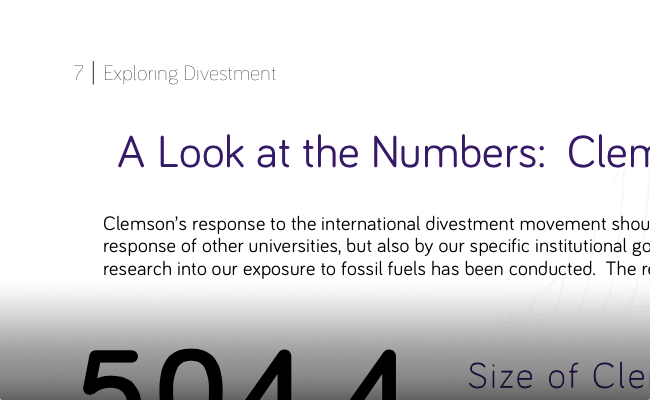 7 | Exploring Divestment
A Look at the Numbers: Clem
Clemson's response to the international divestment movement shou
response of other universities, but also by our specific institutional go
research into our exposure to fossil fuels has been conducted. The re
504.4
Size of Cle